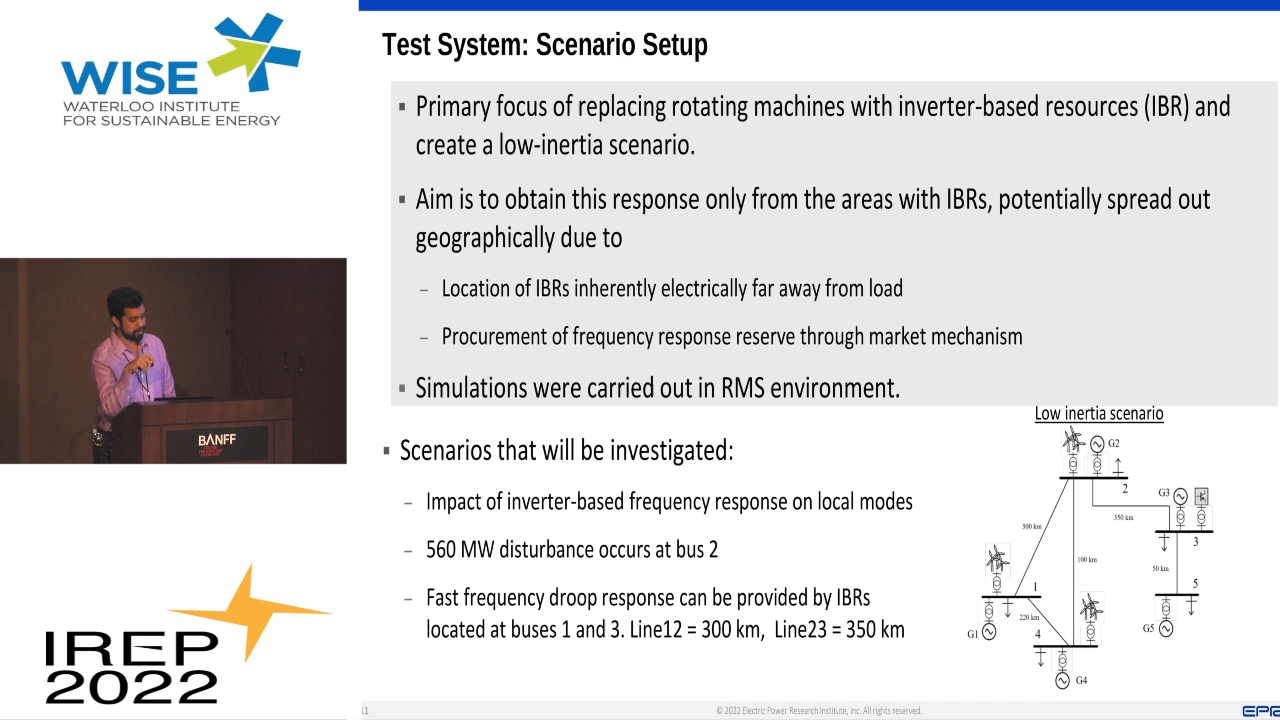 WISE
WATERLOO INSTITUTE
FOR SUSTAINABLE ENERGY
BANFF
IREP
2022
Test System: Scenario Setup
▪ Primary focus of replacing rotating machines with inverter-based resources (IBR) and
create a low-inertia scenario.
▪ Aim is to obtain this response only from the areas with IBRs, potentially spread out
geographically due to
– Location of IBRs inherently electrically far away from load
– Procurement of frequency response reserve through market mechanism
▪ Simulations were carried out in RMS environment.
▪ Scenarios that will be investigated:
– Impact of inverter-based frequency response on local modes
– 560 MW disturbance occurs at bus 2
– Fast frequency droop response can be provided by IBRs
located at buses 1 and 3. Line12 = 300 km, Line23 = 350 km
Low inertia scenario
G2
2
G3
350 km
300 km
3
100 km
50 km
1
5
220 km
G1
4
G5
G4
11
© 2022 Electric Power Research Institute, Inc. All rights reserved.